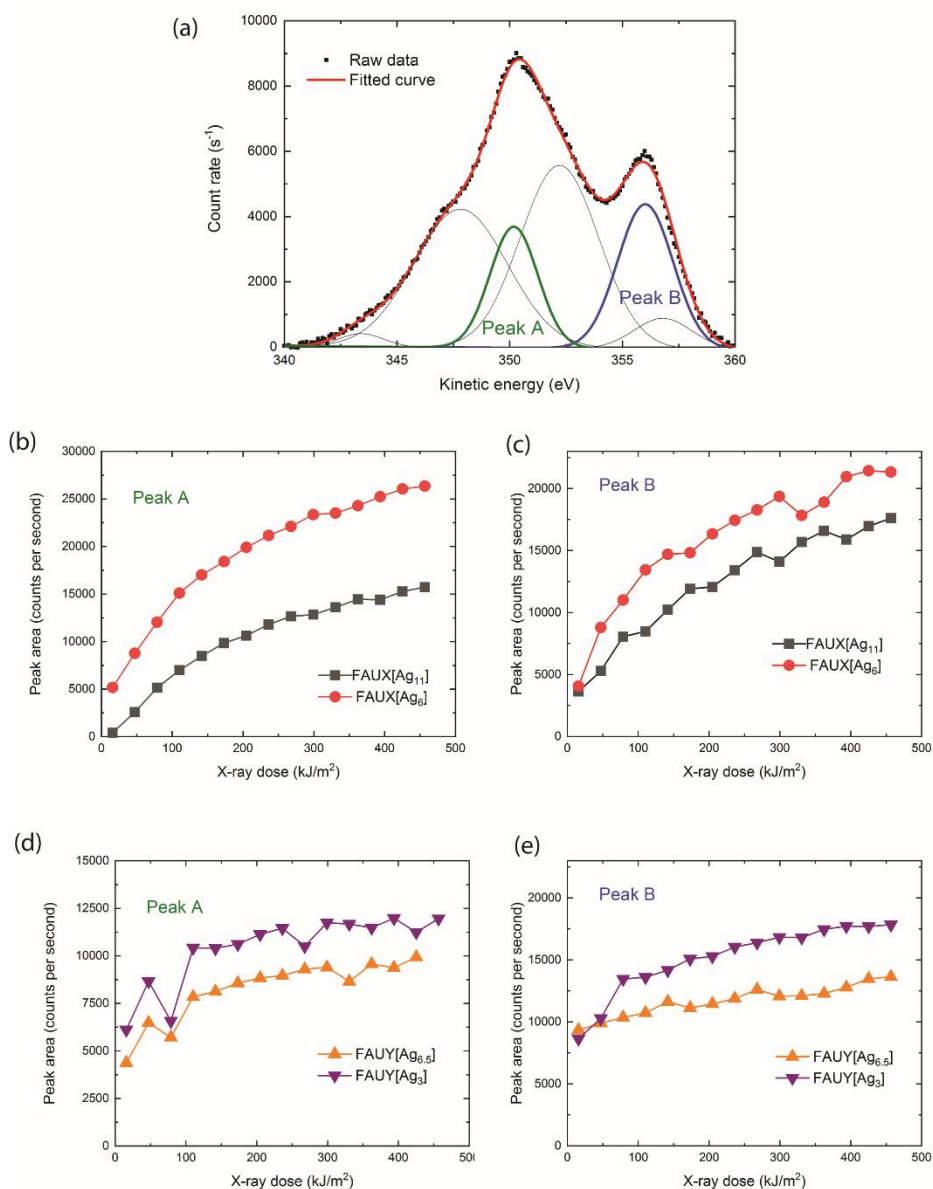 (a)
Raw data
Fitted curve
Peak A
Peak B
Count rate (s⁻¹)
10000
8000
6000
4000
2000
0
340
345
350
355
360
Kinetic energy (eV)
(b)
Peak A
Peak area (counts per second)
30000
25000
20000
15000
10000
5000
0
FAUX[Ag₁₁]
FAUX[Ag₆]
0
100
200
300
400
500
X-ray dose (kJ/m²)
(c)
Peak B
Peak area (counts per second)
20000
15000
10000
5000
0
FAUX[Ag₁₁]
FAUX[Ag₆]
0
100
200
300
400
500
X-ray dose (kJ/m²)
(d)
Peak A
Peak area (counts per second)
15000
12500
10000
7500
5000
2500
0
FAUY[Ag₆.₅]
FAUY[Ag₃]
0
100
200
300
400
500
X-ray dose (kJ/m²)
(e)
Peak B
Peak area (counts per second)
20000
15000
10000
5000
0
FAUY[Ag₆.₅]
FAUY[Ag₃]
0
100
200
300
400
500
X-ray dose (kJ/m²)